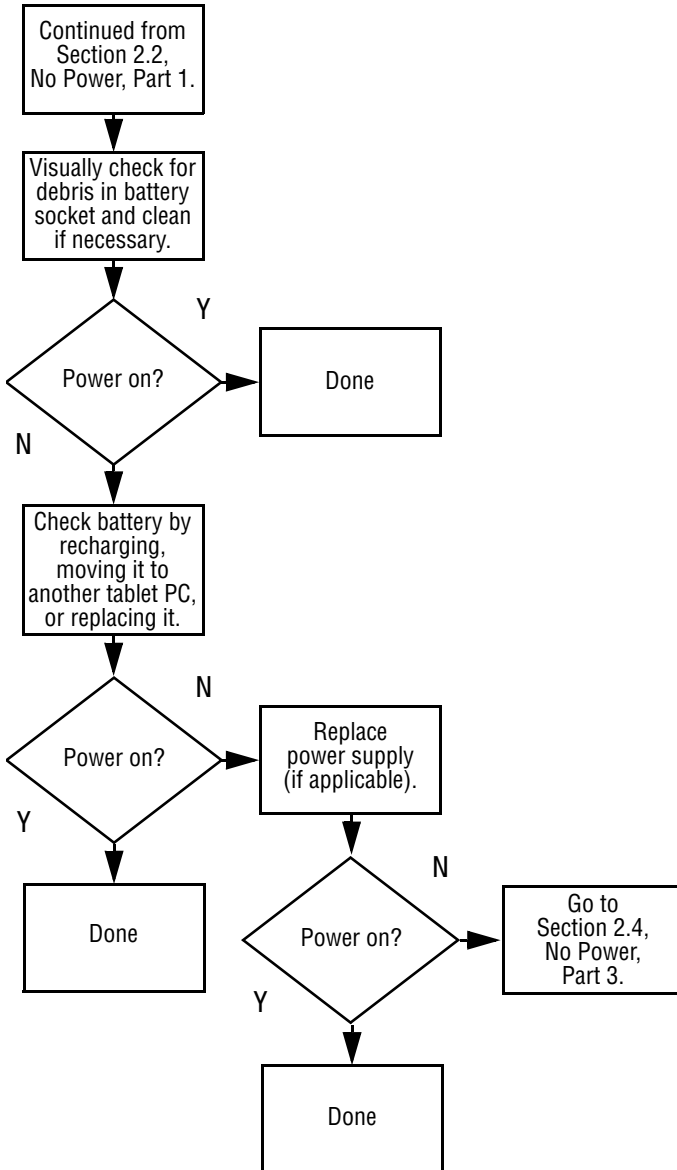 Continued from
Section 2.2,
No Power, Part 1.
Visually check for
debris in battery
socket and clean
if necessary.
Y
Power on?
Done
N
Check battery by
recharging,
moving it to
another tablet PC,
or replacing it.
N
Power on?
Replace
power supply
(if applicable).
Y
Done
N
Power on?
Go to
Section 2.4,
No Power,
Part 3.
Y
Done